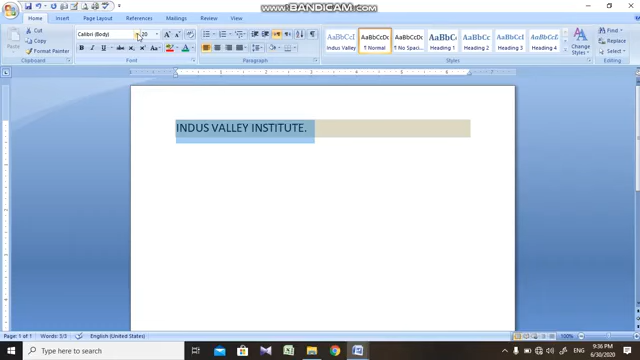 www.BANDICAM.com
Home Insert Page Layout References Mailings Review View
Paste
Cut
Copy
Format Painter
Clipboard
Calibri (Body) 20
Font
Paragraph
AaBbCcI AaBbCcDc AaBbCcDc AaBbC AaBbCc AaBbCcD AaBbCcD
Indus Valley ¶ Normal ¶ No Spaci... Heading 1 Heading 2 Heading 3 Heading 4
Styles
Change Styles
Find
Replace
Select
Editing
INDUS VALLEY INSTITUTE.
Page: 1 of 1 Words: 3/3 English (United States) 100%
Type here to search
ENG
9:36 PM
6/30/2020